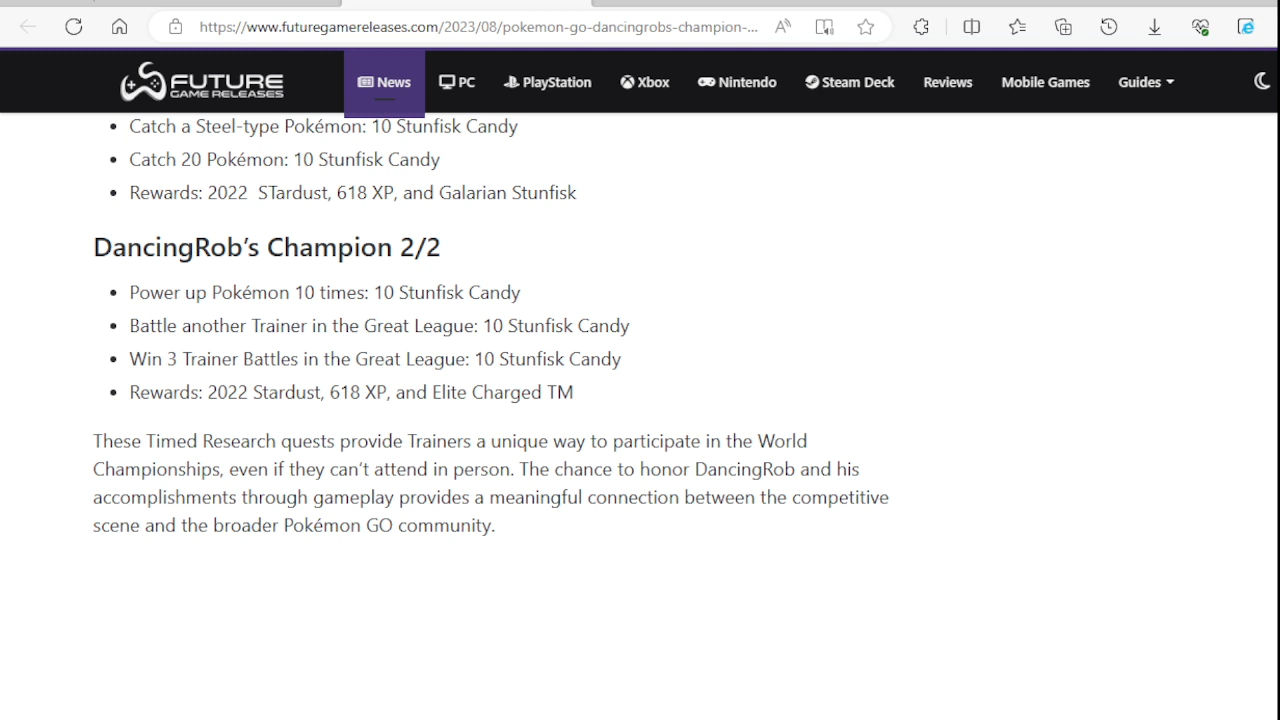 https://www.futuregamereleases.com/2023/08/pokemon-go-dancingrobs-champion-...
FUTURE
GAME RELEASES
News PC PlayStation Xbox Nintendo Steam Deck Reviews Mobile Games Guides
• Catch a Steel-type Pokémon: 10 Stunfisk Candy
• Catch 20 Pokémon: 10 Stunfisk Candy
• Rewards: 2022  STardust, 618 XP, and Galarian Stunfisk
DancingRob’s Champion 2/2
• Power up Pokémon 10 times: 10 Stunfisk Candy
• Battle another Trainer in the Great League: 10 Stunfisk Candy
• Win 3 Trainer Battles in the Great League: 10 Stunfisk Candy
• Rewards: 2022 Stardust, 618 XP, and Elite Charged TM
These Timed Research quests provide Trainers a unique way to participate in the World
Championships, even if they can’t attend in person. The chance to honor DancingRob and his
accomplishments through gameplay provides a meaningful connection between the competitive
scene and the broader Pokémon GO community.